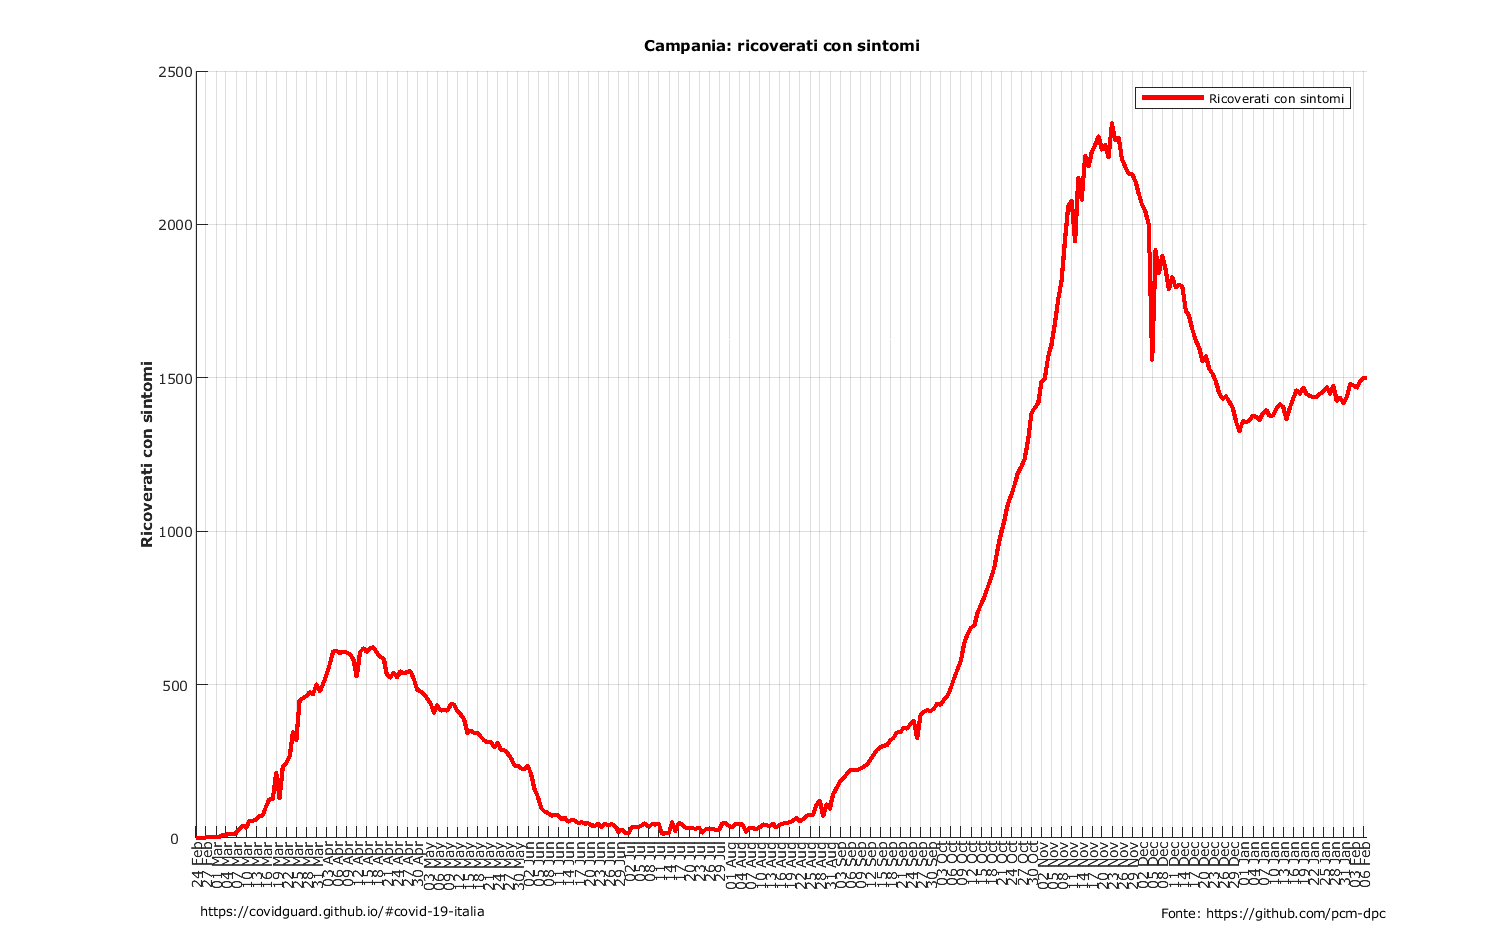 Campania: ricoverati con sintomi
Ricoverati con sintomi
Ricoverati con sintomi
2500
2000
1500
1000
500
0
24 Feb
27 Feb
01 Mar
04 Mar
07 Mar
10 Mar
13 Mar
16 Mar
19 Mar
22 Mar
25 Mar
28 Mar
31 Mar
03 Apr
06 Apr
09 Apr
12 Apr
15 Apr
18 Apr
21 Apr
24 Apr
27 Apr
30 Apr
03 May
06 May
09 May
12 May
15 May
18 May
21 May
24 May
27 May
30 May
02 Jun
05 Jun
08 Jun
11 Jun
14 Jun
17 Jun
20 Jun
23 Jun
26 Jun
29 Jun
02 Jul
05 Jul
08 Jul
11 Jul
14 Jul
17 Jul
20 Jul
23 Jul
26 Jul
29 Jul
01 Aug
04 Aug
07 Aug
10 Aug
13 Aug
16 Aug
19 Aug
22 Aug
25 Aug
28 Aug
31 Aug
03 Sep
06 Sep
09 Sep
12 Sep
15 Sep
18 Sep
21 Sep
24 Sep
27 Sep
30 Sep
03 Oct
06 Oct
09 Oct
12 Oct
15 Oct
18 Oct
21 Oct
24 Oct
27 Oct
30 Oct
02 Nov
05 Nov
08 Nov
11 Nov
14 Nov
17 Nov
20 Nov
23 Nov
26 Nov
29 Nov
02 Dec
05 Dec
08 Dec
11 Dec
14 Dec
17 Dec
20 Dec
23 Dec
26 Dec
29 Dec
01 Jan
04 Jan
07 Jan
10 Jan
13 Jan
16 Jan
19 Jan
22 Jan
25 Jan
28 Jan
31 Jan
03 Feb
06 Feb
https://covidguard.github.io/#covid-19-italia
Fonte: https://github.com/pcm-dpc